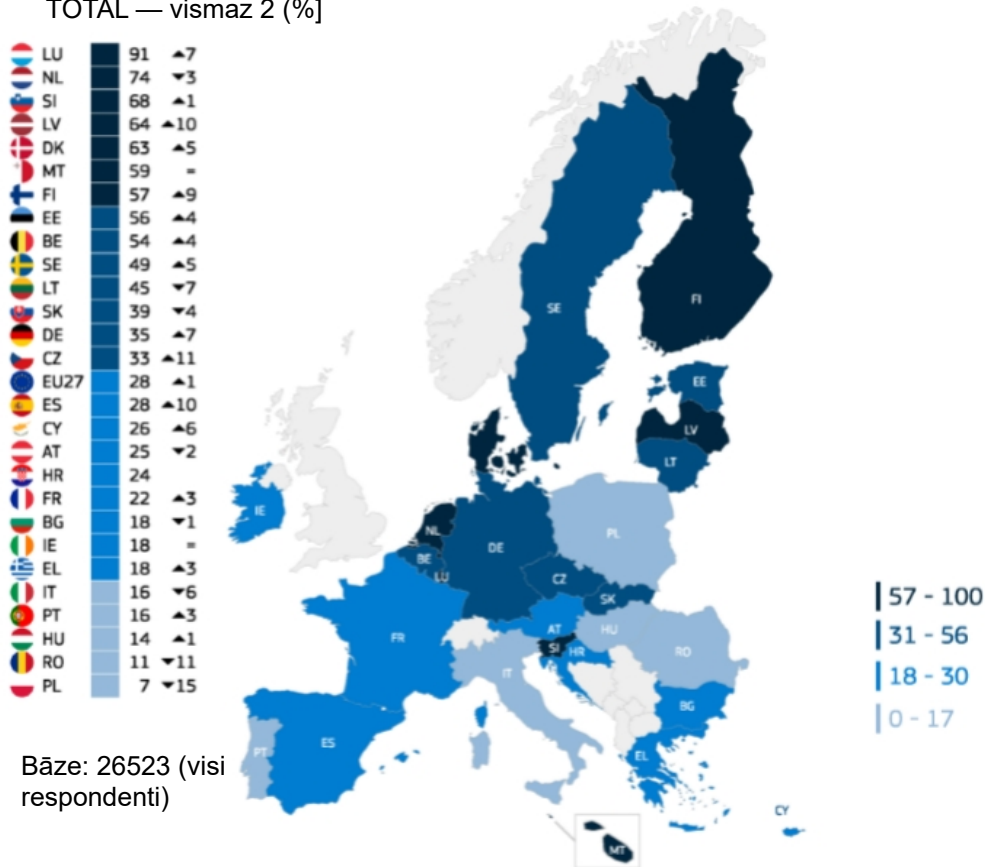 TOTAL — vismaz 2 (%]
LU 91 ▲7
NL 74 ▼3
SI 68 ▲1
LV 64 ▲10
DK 63 ▲5
MT 59 =
FI 57 ▲9
EE 56 ▲4
BE 54 ▲4
SE 49 ▲5
LT 45 ▼7
SK 39 ▼4
DE 35 ▲7
CZ 33 ▲11
EU27 28 ▲1
ES 28 ▲10
CY 26 ▲6
AT 25 ▼2
HR 24
FR 22 ▲3
BG 18 ▼1
IE 18 =
EL 18 ▲3
IT 16 ▼6
PT 16 ▲3
HU 14 ▲1
RO 11 ▼11
PL 7 ▼15
Bāze: 26523 (visi
respondenti)
FI
SE
EE
LV
LT
IE
NL
PL
DE
BE
LU
CZ
SK
FR
AT
HU
SI
HR
RO
IT
BG
ES
PT
EL
CY
MT
57 - 100
31 - 56
18 - 30
0 - 17